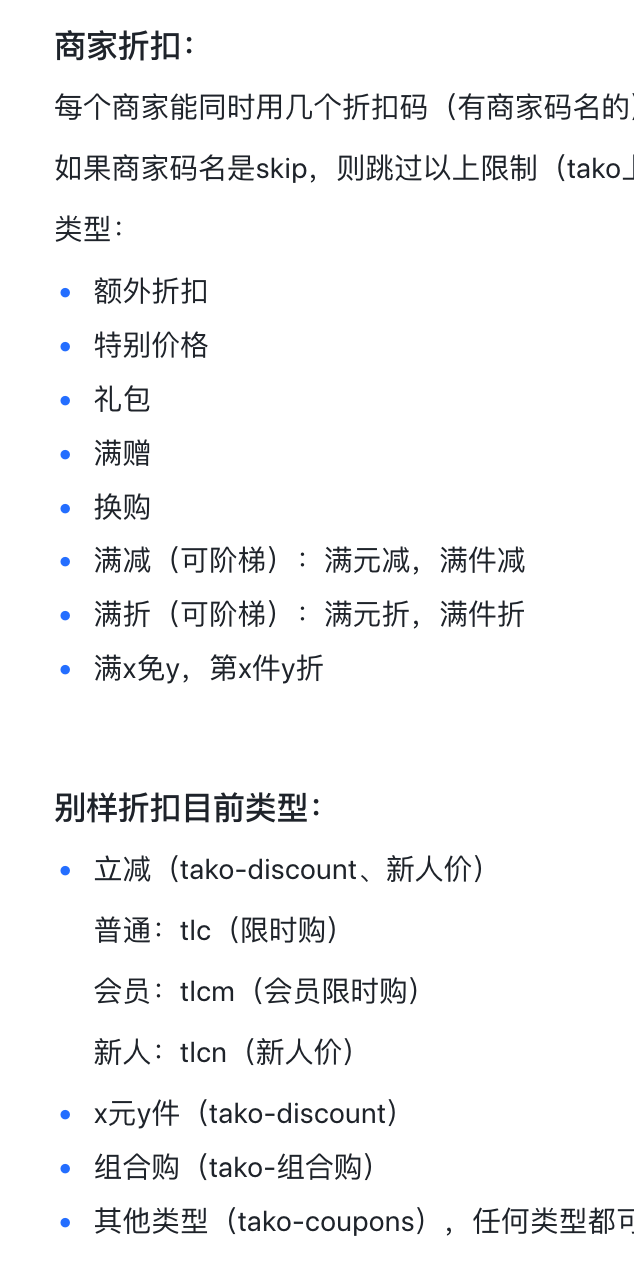 商家折扣：
每个商家能同时用几个折扣码（有商家码名的）
如果商家码名是skip，则跳过以上限制（tako上
类型：
额外折扣
特别价格
礼包
满赠
换购
满减（可阶梯）：满元减，满件减
满折（可阶梯）：满元折，满件折
满x免y，第x件y折
别样折扣目前类型：
立减（tako-discount、新人价）
普通：tlc（限时购）
会员：tlcm（会员限时购）
新人：tlcn（新人价）
x元y件（tako-discount）
组合购（tako-组合购）
其他类型（tako-coupons），任何类型都可